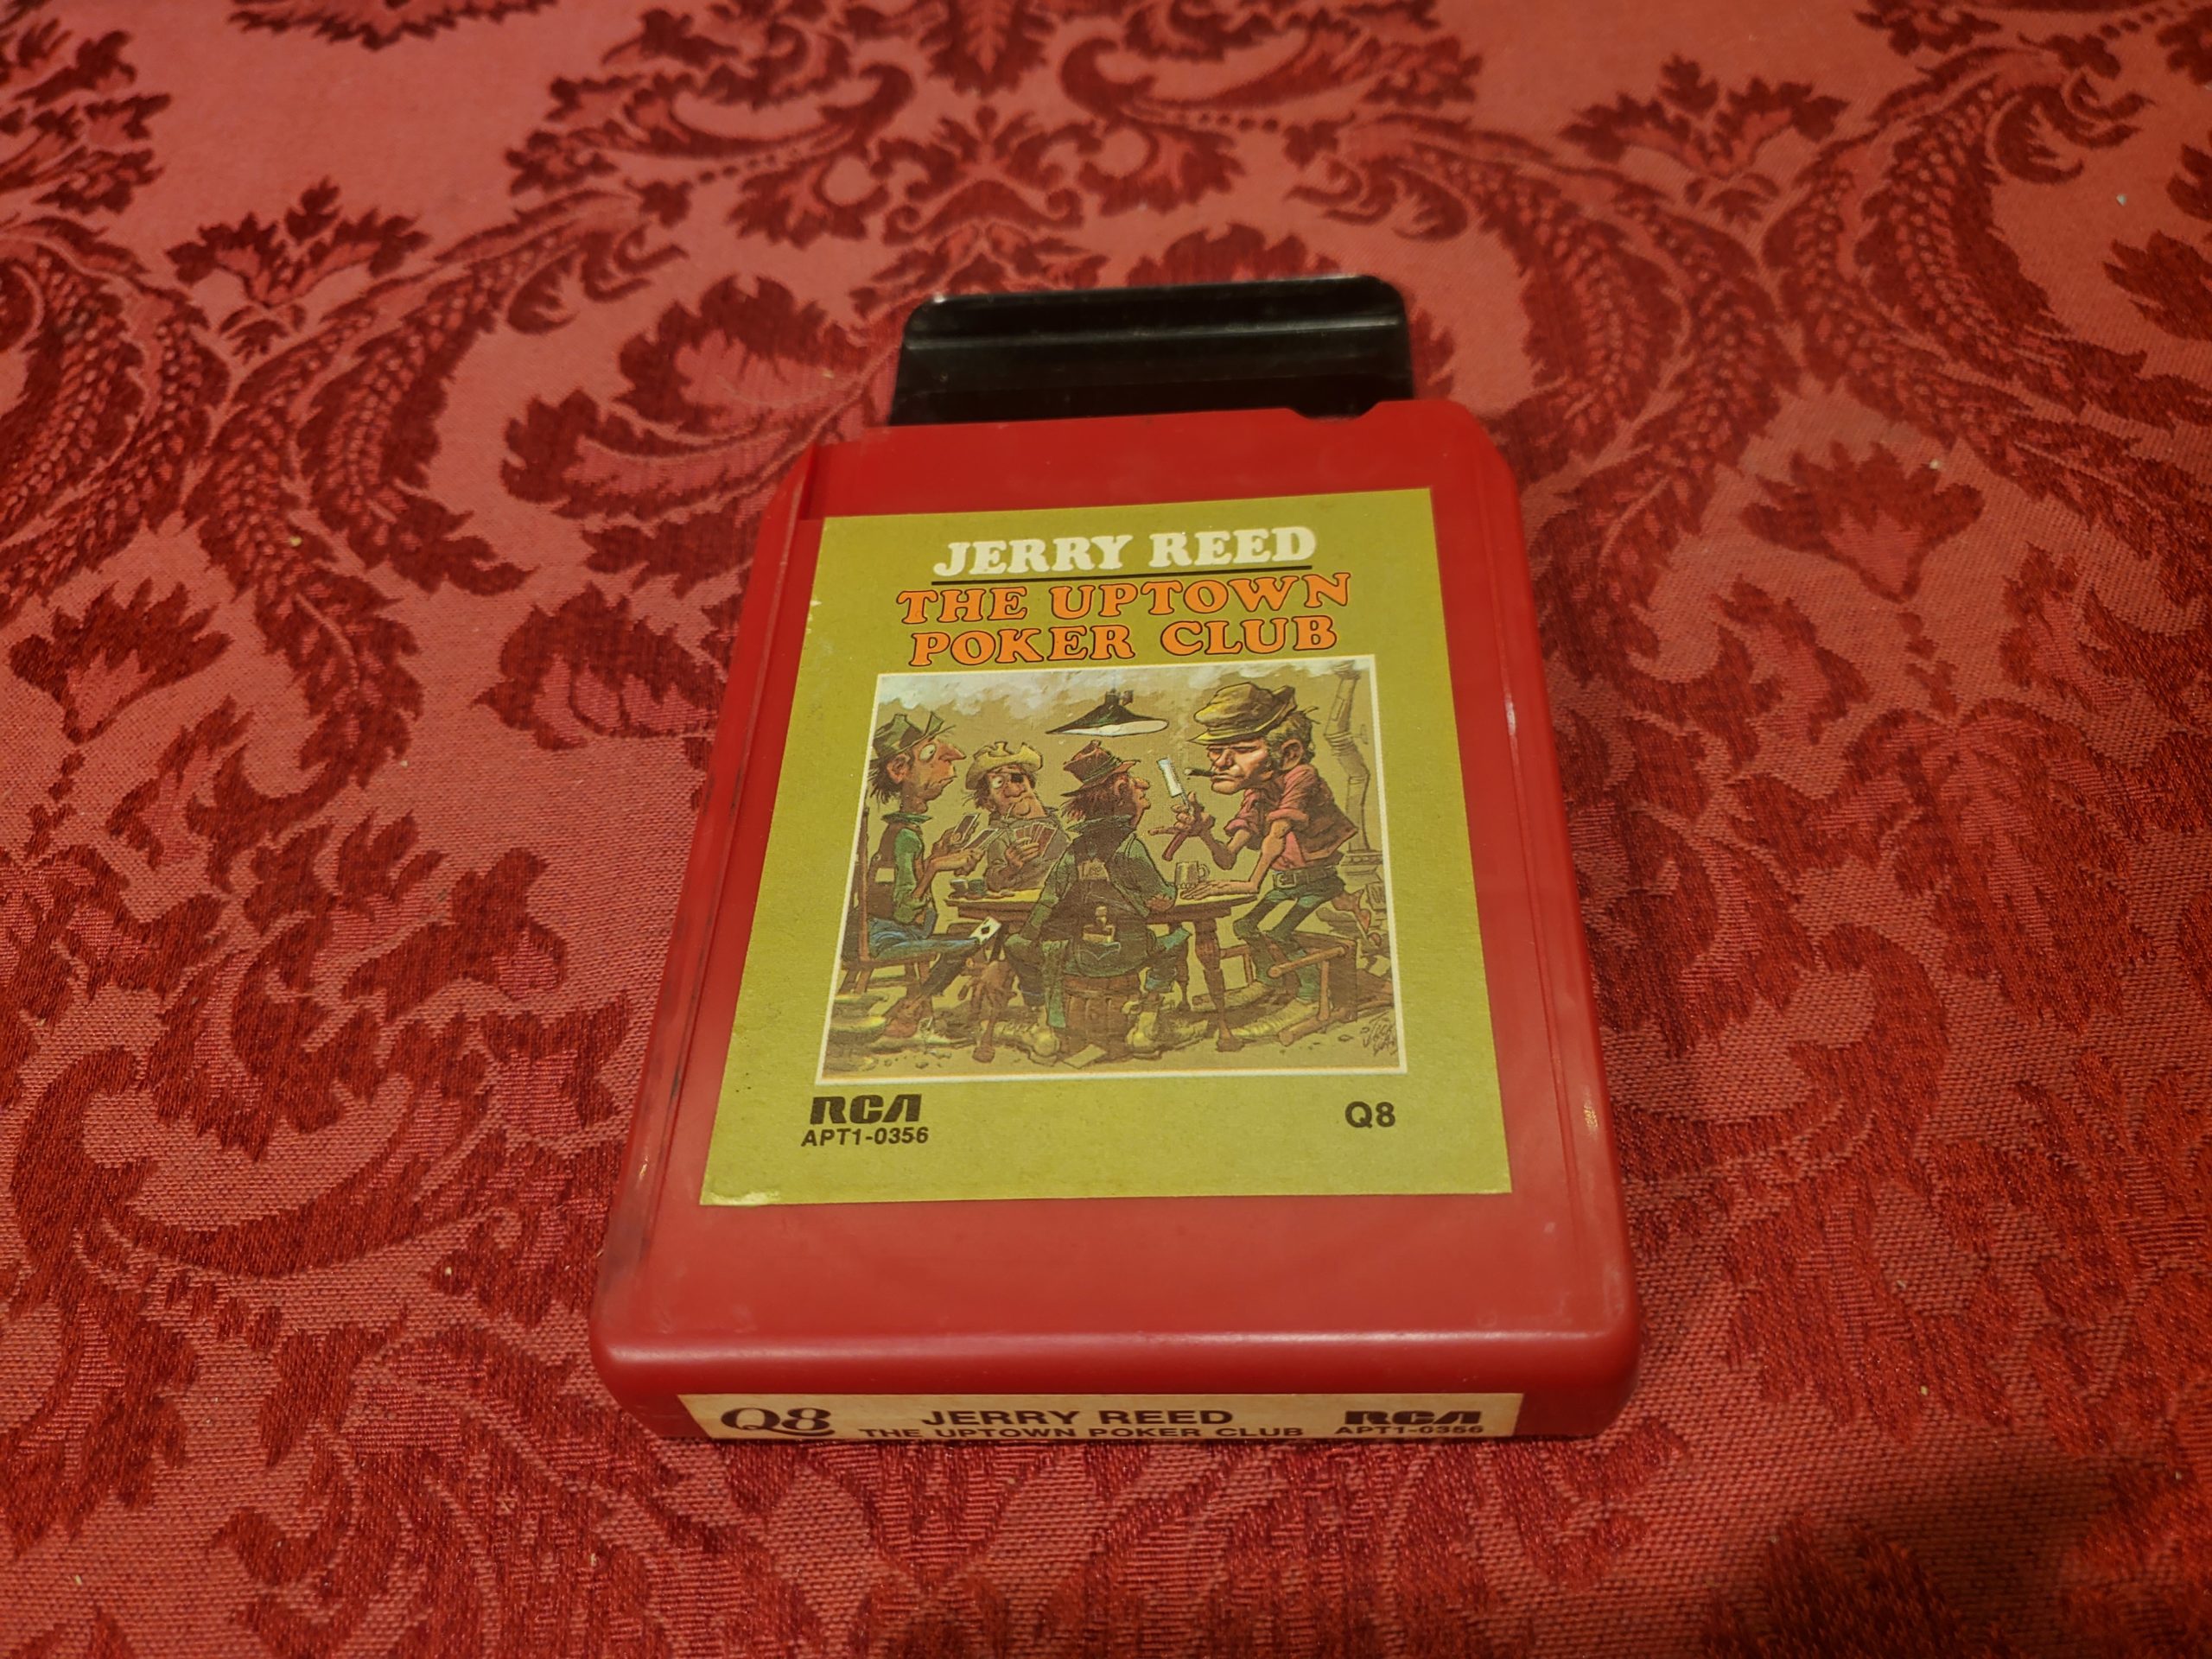 JERRY REED
THE UPTOWN
POKER CLUB
RCA
APT1-0356
Q8
Q8
JERRY REED
THE UPTOWN POKER CLUB
RCA
APT1-0356